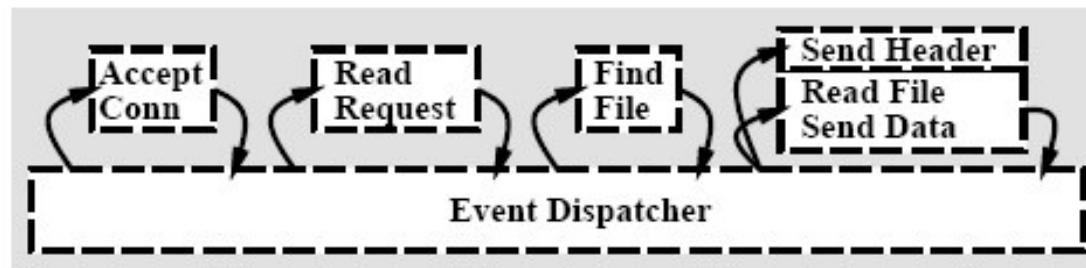 Accept
Conn
Read
Request
Find
File
Send Header
Read File
Send Data
Event Dispatcher